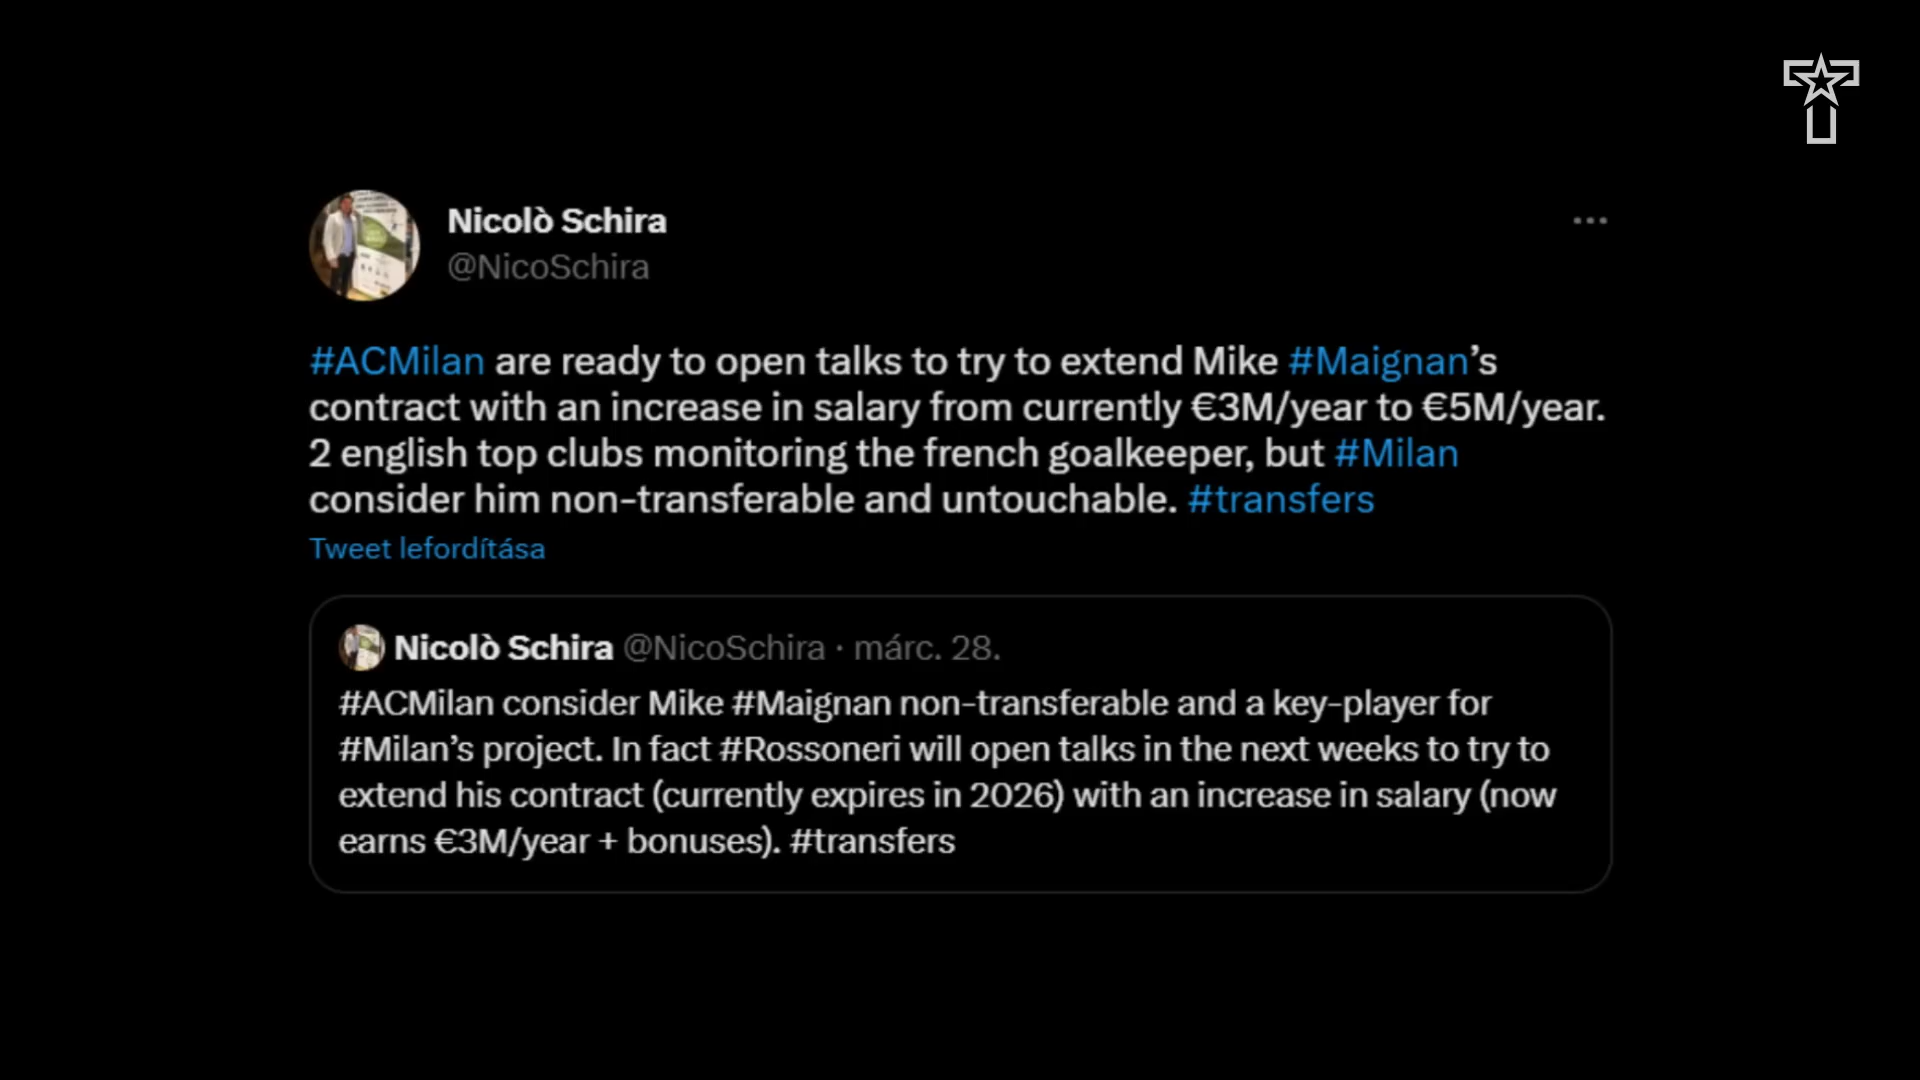 Nicolò Schira
@NicoSchira
#ACMilan are ready to open talks to try to extend Mike #Maignan’s
contract with an increase in salary from currently €3M/year to €5M/year.
2 english top clubs monitoring the french goalkeeper, but #Milan
consider him non-transferable and untouchable. #transfers
Tweet lefordítása
Nicolò Schira @NicoSchira · márc. 28.
#ACMilan consider Mike #Maignan non-transferable and a key-player for
#Milan’s project. In fact #Rossoneri will open talks in the next weeks to try to
extend his contract (currently expires in 2026) with an increase in salary (now
earns €3M/year + bonuses). #transfers